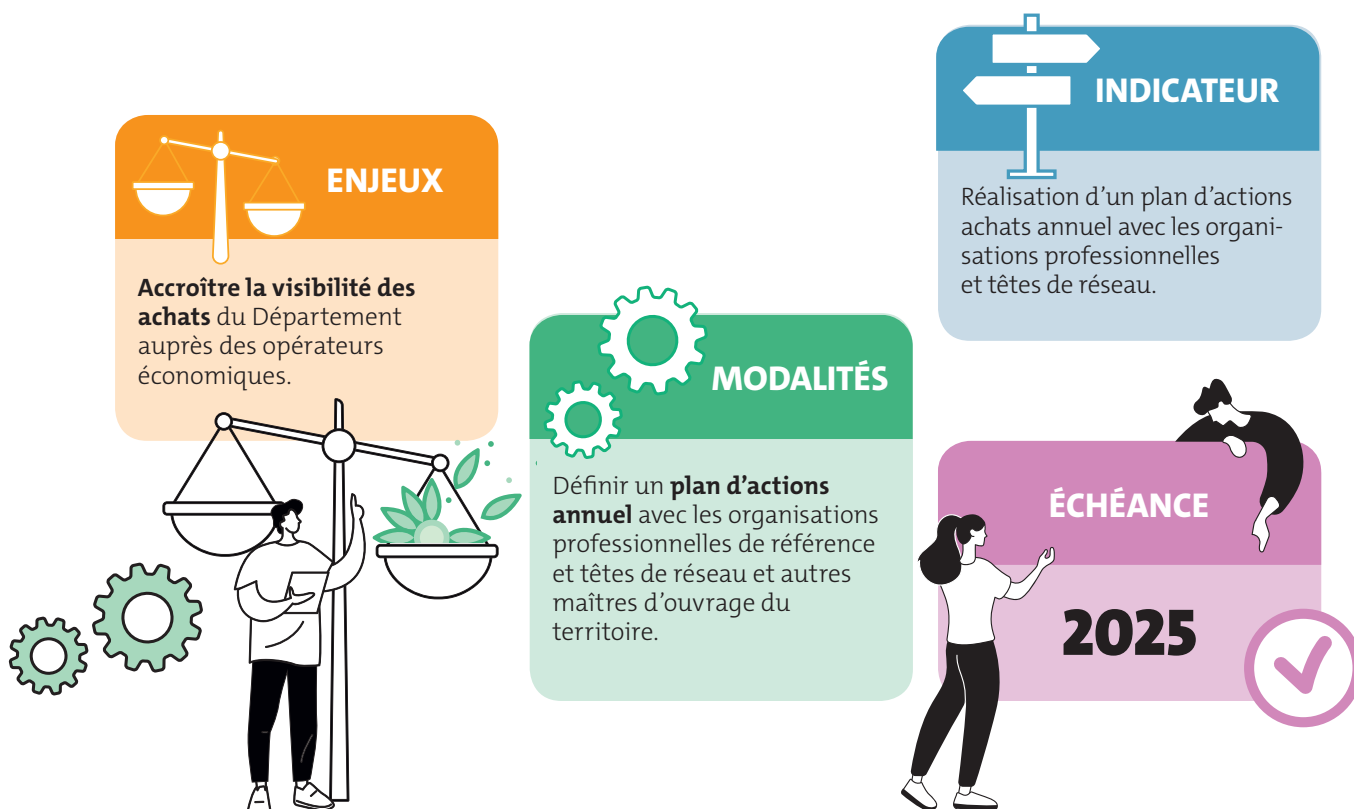 ENJEUX
Accroître la visibilité des
achats du Département
auprès des opérateurs
économiques.
MODALITÉS
Définir un plan d’actions
annuel avec les organisations
professionnelles de référence
et têtes de réseau et autres
maîtres d’ouvrage du
territoire.
INDICATEUR
Réalisation d’un plan d’actions
achats annuel avec les organi-
sations professionnelles
et têtes de réseau.
ÉCHÉANCE
2025